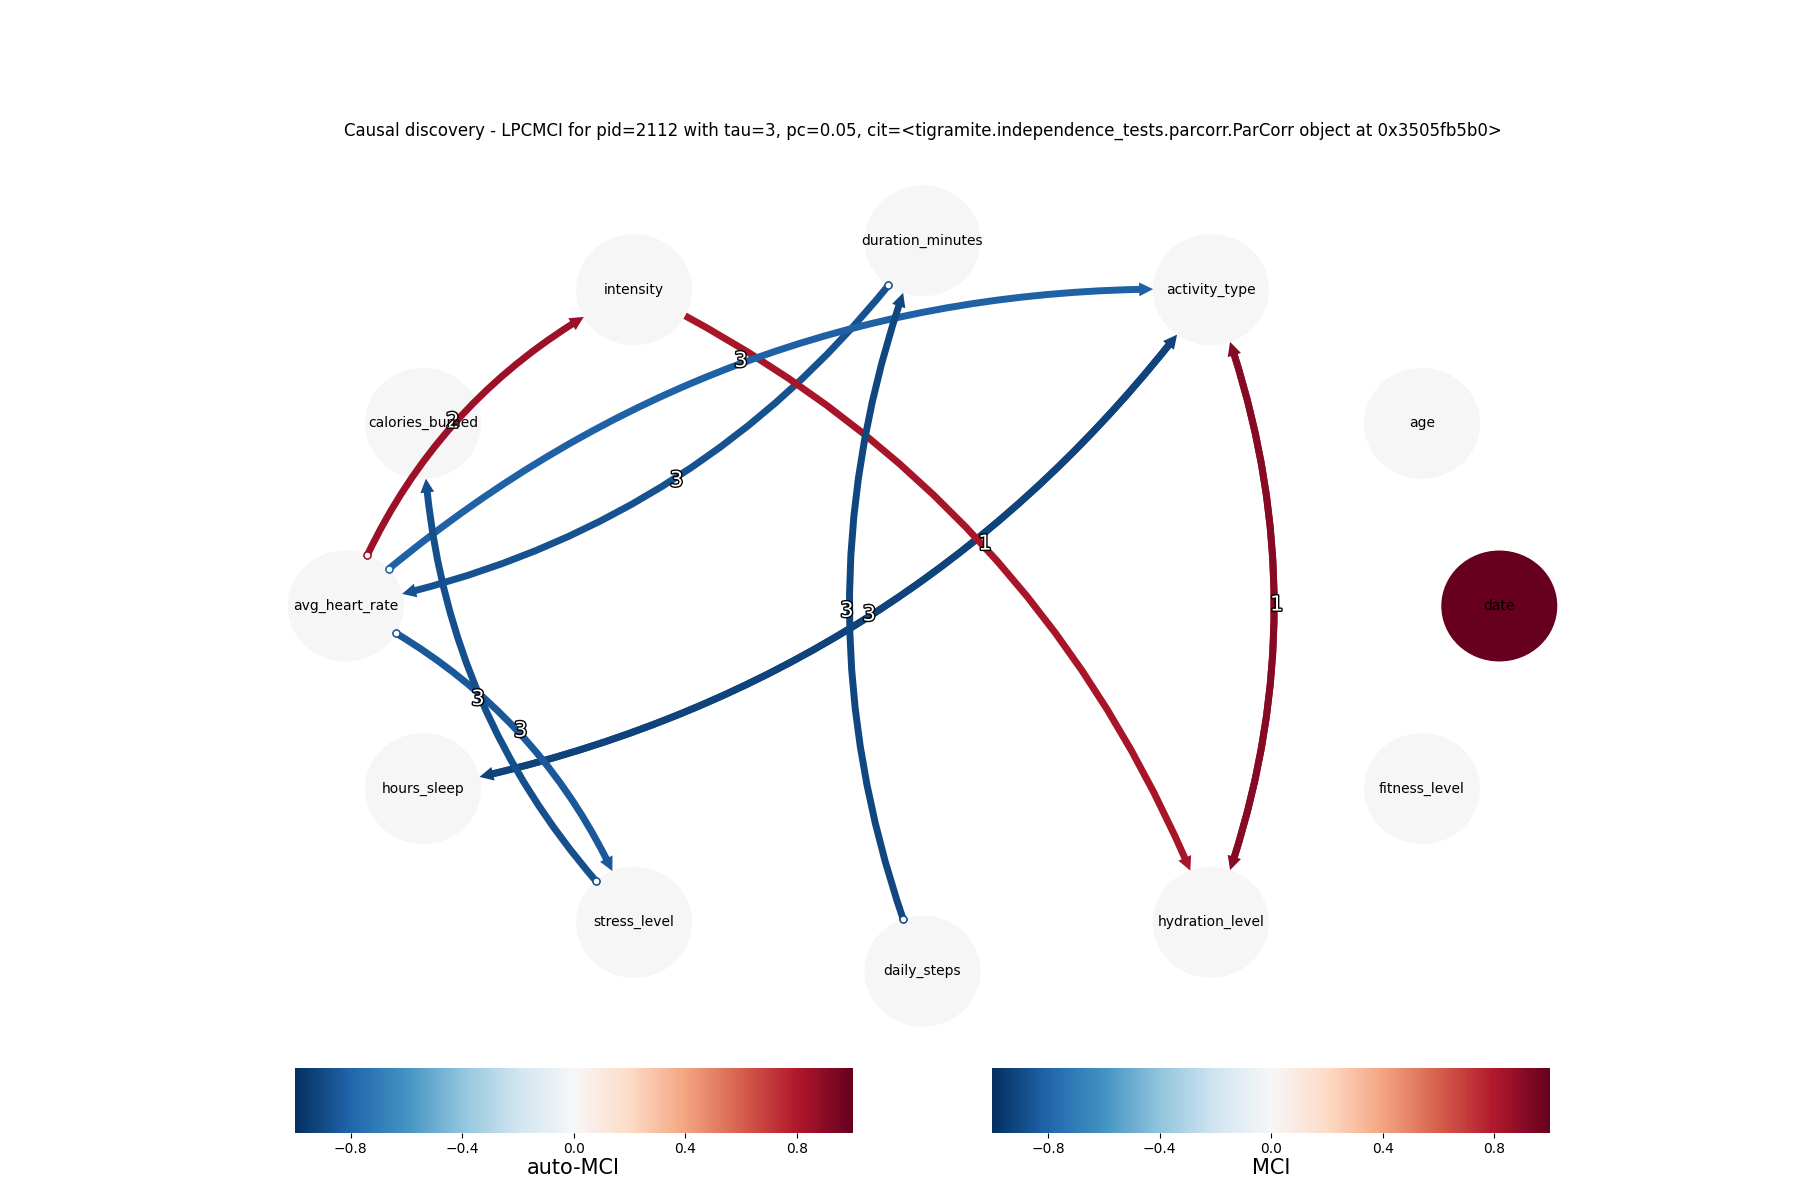 Causal discovery - LPCMCI for pid=2112 with tau=3, pc=0.05, cit=<tigramite.independence_tests.parcorr.ParCorr object at 0x3505fb5b0>
duration_minutes
intensity
activity_type
3
calories_burned
2
age
3
1
avg_heart_rate
3
3
1
date
3
3
hours_sleep
fitness_level
stress_level
hydration_level
daily_steps
−0.8 −0.4 0.0 0.4 0.8
auto-MCI
−0.8 −0.4 0.0 0.4 0.8
MCI